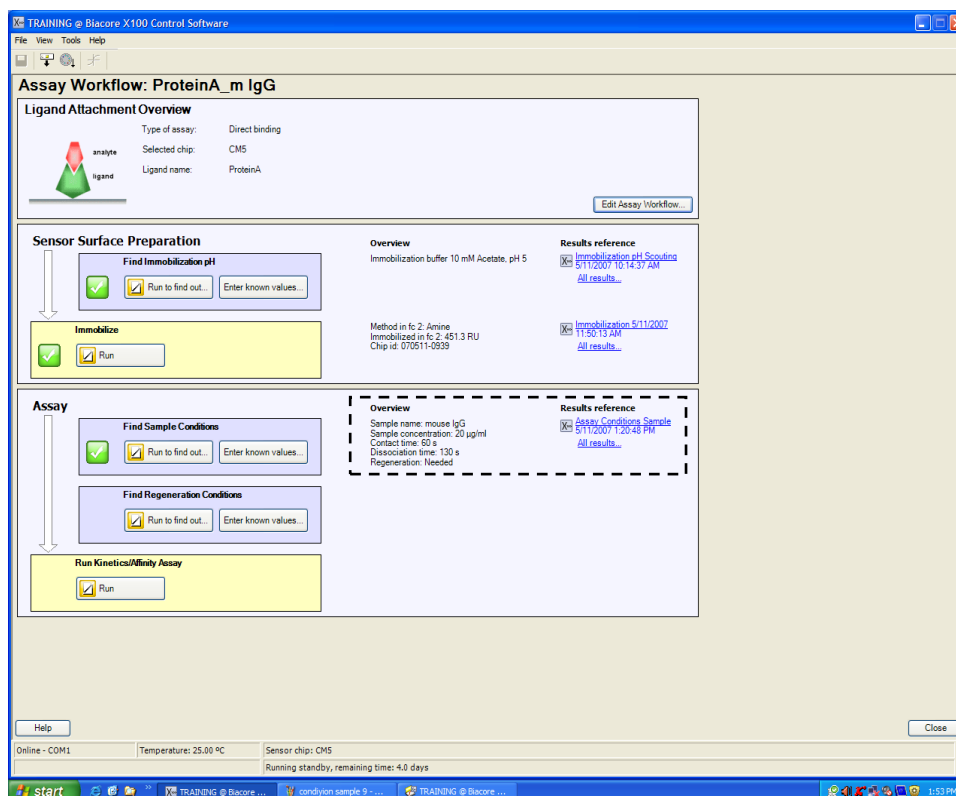 TRAINING @ Biacore X100 Control Software
File View Tools Help
Assay Workflow: ProteinA_m IgG
Ligand Attachment Overview
Type of assay: Direct binding
analyte
Selected chip: CM5
ligand
Ligand name: ProteinA
Edit Assay Workflow...
Sensor Surface Preparation
Overview
Results reference
Find Immobilization pH
Immobilization buffer 10 mM Acetate, pH 5
Immobilization pH Scouting
5/11/2007 10:14:37 AM
Run to find out... Enter known values...
All results...
Immobilize
Method in fc 2: Amine
Immobilized in fc 2: 451.3 RU
Chip id: 070511-0939
Immobilization 5/11/2007
11:50:13 AM
Run
All results...
Assay
Overview
Results reference
Find Sample Conditions
Sample name: mouse IgG
Sample concentration: 20 µg/ml
Contact time: 60 s
Dissociation time: 130 s
Regeneration: Needed
Assay Conditions Sample
5/11/2007 1:20:48 PM
All results...
Run to find out... Enter known values...
Find Regeneration Conditions
Run to find out... Enter known values...
Run Kinetics/Affinity Assay
Run
Help
Close
Online - COM1 Temperature: 25.00 ºC Sensor chip: CM5
Running standby, remaining time: 4.0 days
start TRAINING @ Biacore ... condiyion sample 9 - ... TRAINING @ Biacore ... 1:53 PM